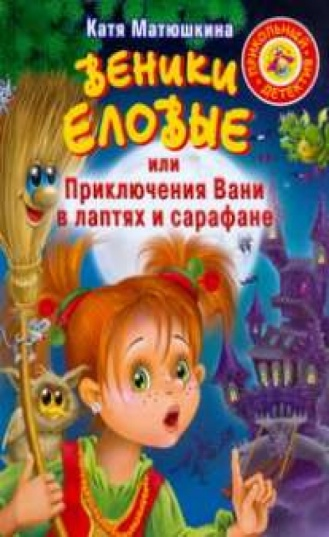 Катя Матюшкина
ПРИКОЛЬНЫЙ
ДЕТЕКТИВ
ВЕНИКИ
ЕЛОВЫЕ
или
Приключения Вани
в лаптях и сарафане